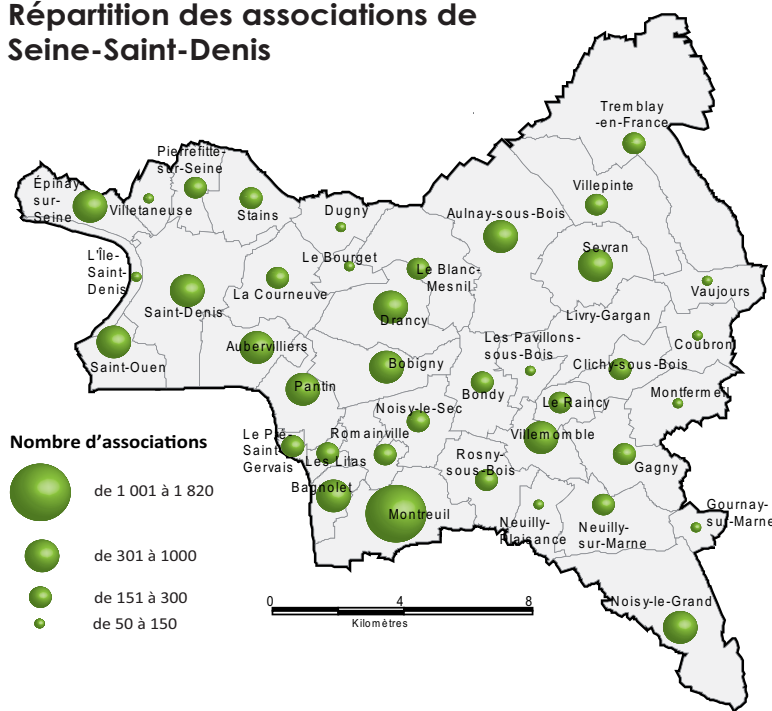 Répartition des associations de
Seine-Saint-Denis
Tremblay
-en-France
Pierrefitte-
sur-Seine
Épinay
sur-
Seine
Villetaneuse
Stains
Dugny
Aulnay-sous-Bois
Villepinte
L'Île-
Saint-
Denis
Le Bourget
Le Blanc-
Mesnil
Sevran
La Courneuve
Vaujours
Saint-Denis
Drancy
Livry-Gargan
Les Pavillons-
sous-Bois
Coubron
Aubervilliers
Saint-Ouen
Bobigny
Clichy-sous-Bois
Pantin
Bondy
Montfermeil
Noisy-le-Sec
Le Raincy
Le Pré-
Saint-
Gervais
Romainville
Villemomble
Les Lilas
Rosny-
sous-Bois
Gagny
Bagnolet
Montreuil
Neuilly-
Plaisance
Neuilly-
sur-Marne
Gournay-
sur-Marne
Noisy-le-Grand
Nombre d’associations
de 1 001 à 1 820
de 301 à 1000
de 151 à 300
de 50 à 150
0 4 8
Kilomètres